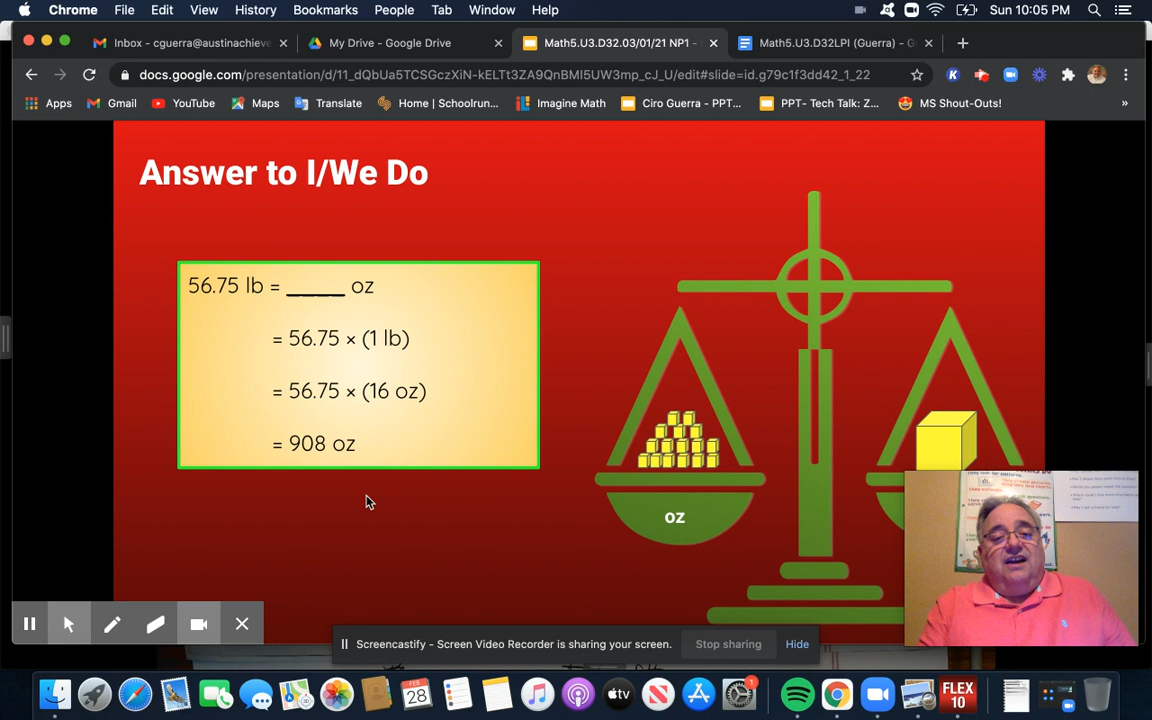 Chrome File Edit View History Bookmarks People Tab Window Help Sun 10:05 PM
Inbox - cguerra@austinachieve
My Drive - Google Drive
Math5.U3.D32.03/01/21 NP1 -
Math5.U3.D32LPI (Guerra) - G
docs.google.com/presentation/d/11_dQbUa5TCSGczXiN-kELTt3ZA9QnBMI5UW3mp_cJ_U/edit#slide=id.g79c1f3dd42_1_22
Apps Gmail YouTube Maps Translate Home | Schoolrun... Imagine Math Ciro Guerra - PPT... PPT- Tech Talk: Z... MS Shout-Outs! »
Answer to I/We Do
56.75 lb = _____ oz
= 56.75 × (1 lb)
= 56.75 × (16 oz)
= 908 oz
oz
Screencastify - Screen Video Recorder is sharing your screen. Stop sharing Hide
FEB
28
tv
1
FLEX
10